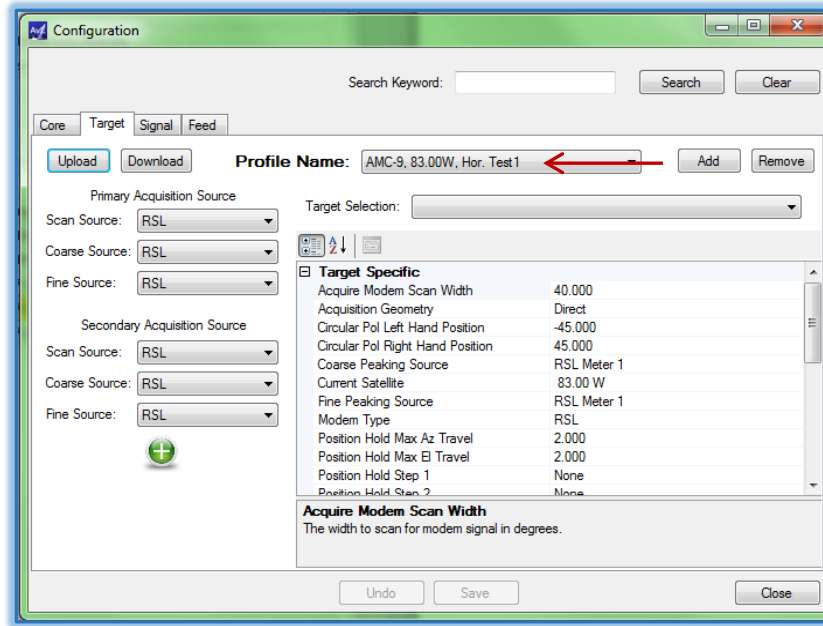 Configuration
Search Keyword:
Search
Clear
Core
Target
Signal
Feed
Upload
Download
Profile Name:
AMC-9, 83.00W, Hor. Test1
Add
Remove
Primary Acquisition Source
Scan Source: RSL
Coarse Source: RSL
Fine Source: RSL
Secondary Acquisition Source
Scan Source: RSL
Coarse Source: RSL
Fine Source: RSL
Target Selection:
Target Specific
Acquire Modem Scan Width 40.000
Acquisition Geometry Direct
Circular Pol Left Hand Position -45.000
Circular Pol Right Hand Position 45.000
Coarse Peaking Source RSL Meter 1
Current Satellite 83.00 W
Fine Peaking Source RSL Meter 1
Modem Type RSL
Position Hold Max Az Travel 2.000
Position Hold Max El Travel 2.000
Position Hold Step 1 None
Position Hold Step 2 None
Acquire Modem Scan Width
The width to scan for modem signal in degrees.
Undo
Save
Close